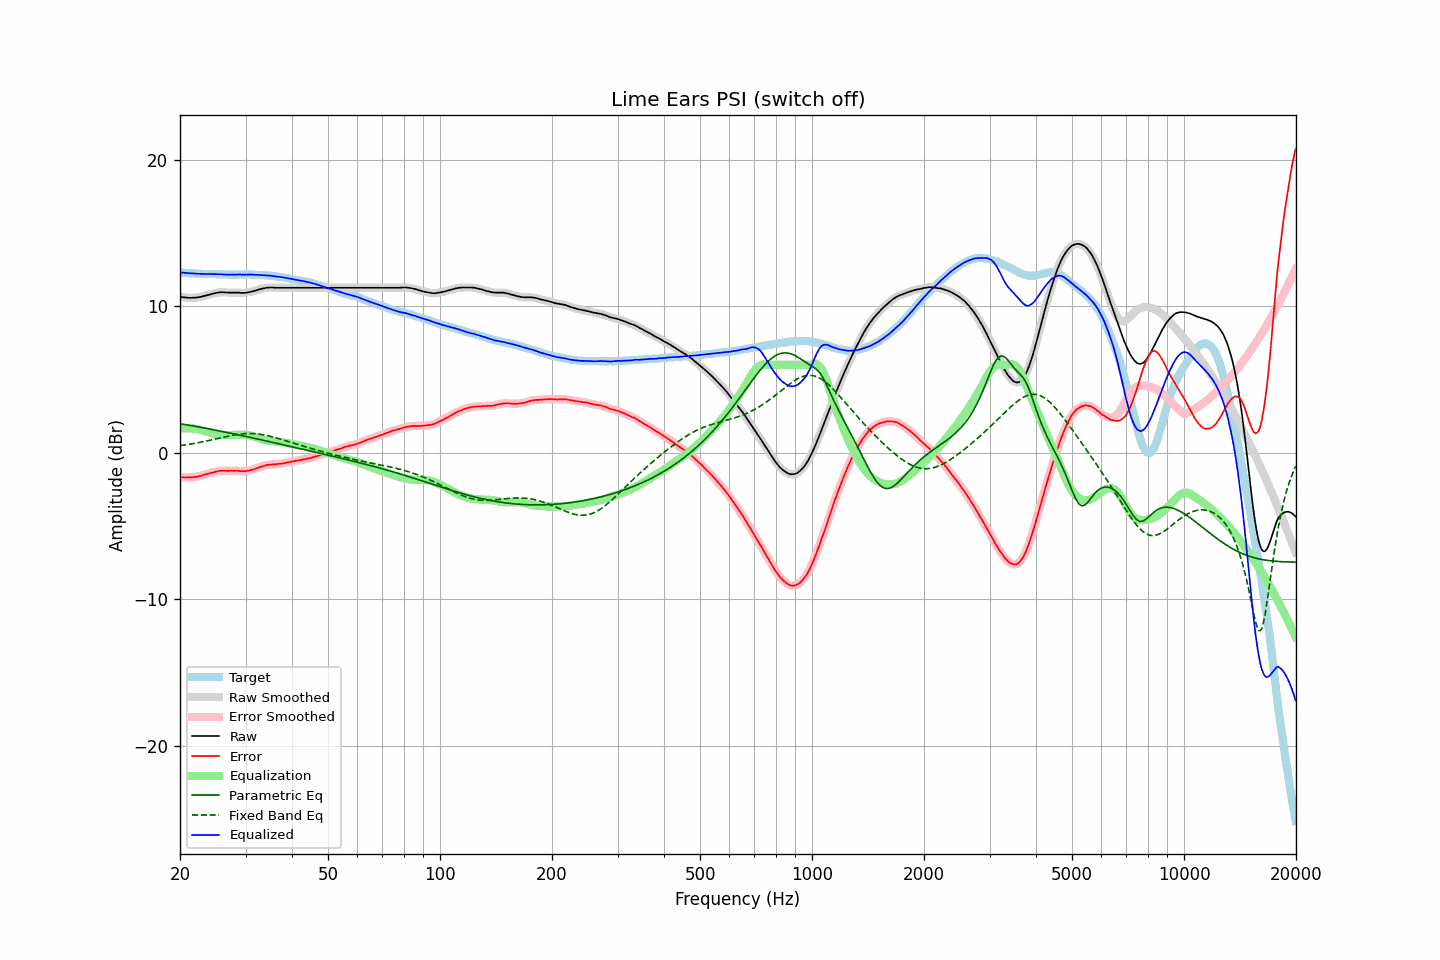 Lime Ears PSI (switch off)
20
10
0
−10
−20
Amplitude (dBr)
Target
Raw Smoothed
Error Smoothed
Raw
Error
Equalization
Parametric Eq
Fixed Band Eq
Equalized
20 50 100 200 500 1000 2000 5000 10000 20000
Frequency (Hz)